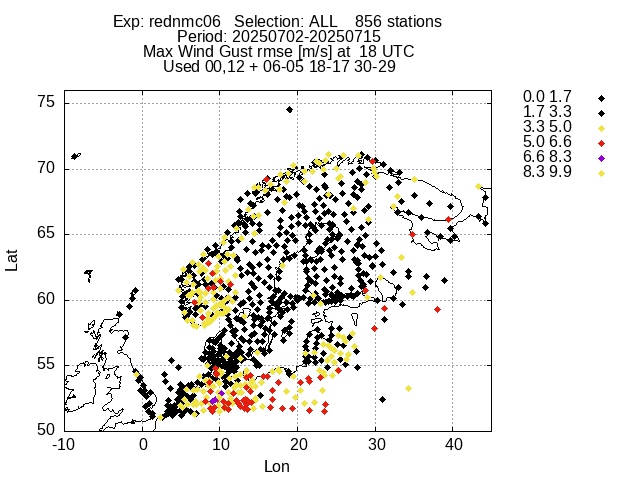 Exp: rednmc06   Selection: ALL    856 stations
Period: 20250702-20250715
Max Wind Gust rmse [m/s] at  18 UTC
Used 00,12 + 06-05 18-17 30-29
75
70
65
60
55
50
-10 0 10 20 30 40
Lat
Lon
0.0 1.7
1.7 3.3
3.3 5.0
5.0 6.6
6.6 8.3
8.3 9.9